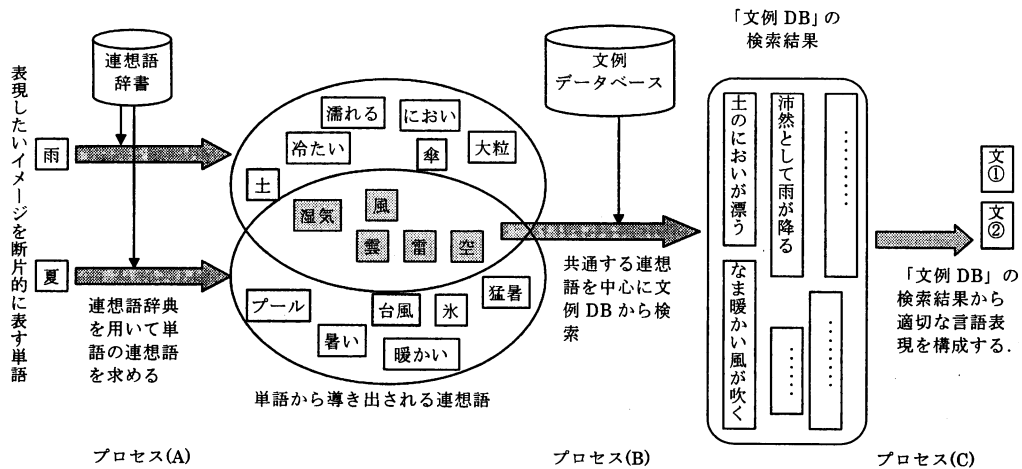 表現したいイメージを断片的に表す単語
連想語
辞書
雨
夏
連想語辞典
を用いて単
語の連想語
を求める
プロセス(A)
濡れる
におい
冷たい
傘
大粒
土
湿気
風
雲
雷
空
プール
台風
氷
猛暑
暑い
暖かい
単語から導き出される連想語
文例
データベース
共通する連想
語を中心に文
例 DB から検
索
プロセス(B)
「文例 DB」の
検索結果
土のにおいが漂う
沛然として雨が降る
………
なま暖かい風が吹く
……
………
文①
文②
「文例 DB」の
検索結果から
適切な言語表
現を構成する.
プロセス(C)